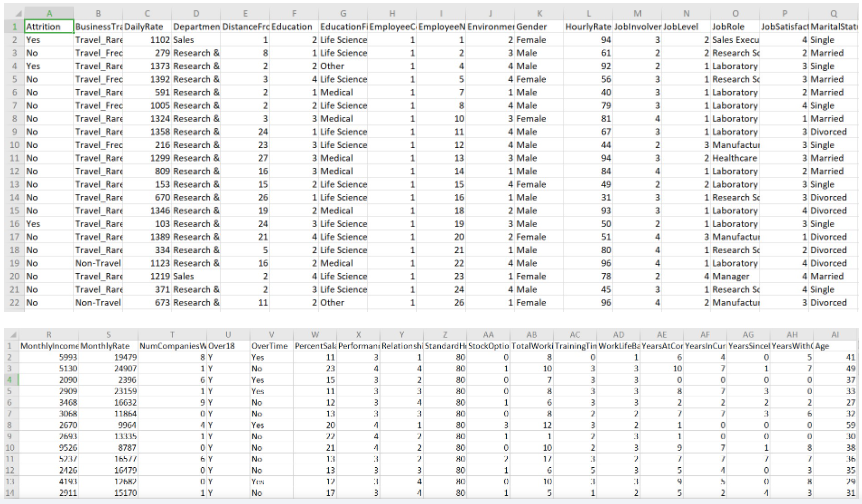 A B C D E F G H I J K L M N O P Q
1 Attrition BusinessTra DailyRate Departmen DistanceFro Education EducationFi EmployeeC EmployeeN Environmer Gender HourlyRate JobInvolver JobLevel JobRole JobSatisfact MaritalStat
2 Yes Travel_Rare 1102 Sales 1 2 Life Science 1 1 2 Female 94 3 2 Sales Execu 4 Single
3 No Travel_Frec 279 Research & 8 1 Life Science 1 2 3 Male 61 2 2 Research Sc 2 Married
4 Yes Travel_Rare 1373 Research & 2 2 Other 1 4 4 Male 92 2 1 Laboratory 3 Single
5 No Travel_Frec 1392 Research & 3 4 Life Science 1 5 4 Female 56 3 1 Research Sc 3 Married
6 No Travel_Rare 591 Research & 2 1 Medical 1 7 1 Male 40 3 1 Laboratory 2 Married
7 No Travel_Frec 1005 Research & 2 2 Life Science 1 8 4 Male 79 3 1 Laboratory 4 Single
8 No Travel_Rare 1324 Research & 3 3 Medical 1 10 3 Female 81 4 1 Laboratory 1 Married
9 No Travel_Rare 1358 Research & 24 1 Life Science 1 11 4 Male 67 3 1 Laboratory 3 Divorced
10 No Travel_Frec 216 Research & 23 3 Life Science 1 12 4 Male 44 2 3 Manufactur 3 Single
11 No Travel_Rare 1299 Research & 27 3 Medical 1 13 3 Male 94 3 2 Healthcare 3 Married
12 No Travel_Rare 809 Research & 16 3 Medical 1 14 1 Male 84 4 1 Laboratory 2 Married
13 No Travel_Rare 153 Research & 15 2 Life Science 1 15 4 Female 49 2 2 Laboratory 3 Single
14 No Travel_Rare 670 Research & 26 1 Life Science 1 16 1 Male 31 3 1 Research Sc 3 Divorced
15 No Travel_Rare 1346 Research & 19 2 Medical 1 18 2 Male 93 3 1 Laboratory 4 Divorced
16 Yes Travel_Rare 103 Research & 24 3 Life Science 1 19 3 Male 50 2 1 Laboratory 3 Single
17 No Travel_Rare 1389 Research & 21 4 Life Science 1 20 2 Female 51 4 3 Manufactur 1 Divorced
18 No Travel_Rare 334 Research & 5 2 Life Science 1 21 1 Male 80 4 1 Research Sc 2 Divorced
19 No Non-Travel 1123 Research & 16 2 Medical 1 22 4 Male 96 4 1 Laboratory 4 Divorced
20 No Travel_Rare 1219 Sales 2 4 Life Science 1 23 1 Female 78 2 4 Manager 4 Married
21 No Travel_Rare 371 Research & 2 3 Life Science 1 24 4 Male 45 3 1 Research Sc 4 Single
22 No Non-Travel 673 Research & 11 2 Other 1 26 1 Female 96 4 2 Manufactur 3 Divorced
R S T U V W X Y Z AA AB AC AD AE AF AG AH AI
1 MonthlyIncome MonthlyRate NumCompaniesW Over18 OverTime PercentSala Performanc Relationshi StandardHo StockOptio TotalWorki TrainingTim WorkLifeBa YearsAtCor YearsInCur YearsSinceL YearsWithC Age
2 5993 19479 8 Y Yes 11 3 1 80 0 8 0 1 6 4 0 5 41
3 5130 24907 1 Y No 23 4 4 80 1 10 3 3 10 7 1 7 49
4 2090 2396 6 Y Yes 15 3 2 80 0 7 3 3 0 0 0 0 37
5 2909 23159 1 Y Yes 11 3 3 80 0 8 3 3 8 7 3 0 33
6 3468 16632 9 Y No 12 3 4 80 1 6 3 3 2 2 2 2 27
7 3068 11864 0 Y No 13 3 3 80 0 8 2 2 7 7 3 6 32
8 2670 9964 4 Y Yes 20 4 1 80 3 12 3 2 1 0 0 0 59
9 2693 13335 1 Y No 22 4 2 80 1 1 2 3 1 0 0 0 30
10 9526 8787 0 Y No 21 4 2 80 0 10 2 3 9 7 1 8 38
11 5237 16577 6 Y No 13 3 2 80 2 17 3 2 7 7 7 7 36
12 2426 16479 0 Y No 13 3 3 80 1 6 5 3 5 4 0 3 35
13 4193 12682 0 Y Yes 12 3 4 80 0 10 3 3 9 5 0 8 29
14 2911 15170 1 Y No 17 3 4 80 1 5 1 2 5 2 4 3 31